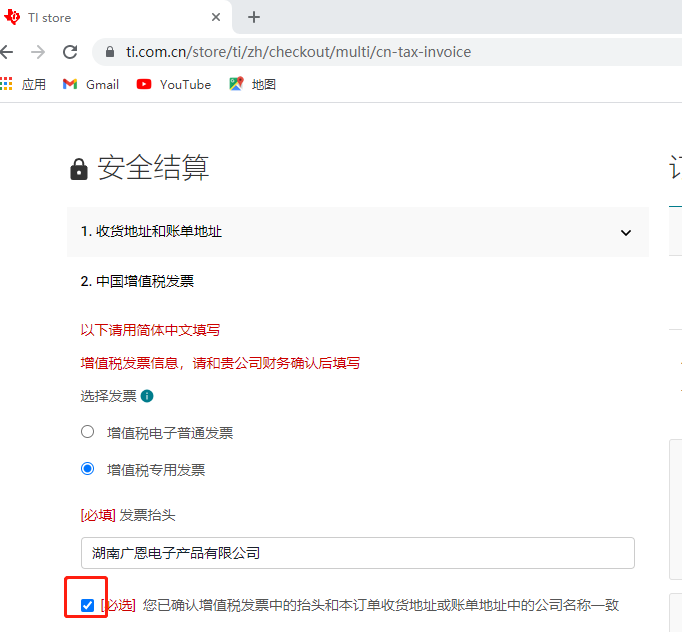 TI store
ti.com.cn/store/ti/zh/checkout/multi/cn-tax-invoice
应用 Gmail YouTube 地图
安全结算
1. 收货地址和账单地址
2. 中国增值税发票
以下请用简体中文填写
增值税发票信息，请和贵公司财务确认后填写
选择发票
增值税电子普通发票
增值税专用发票
[必填] 发票抬头
湖南广恩电子产品有限公司
[必选] 您已确认增值税发票中的抬头和本订单收货地址或账单地址中的公司名称一致